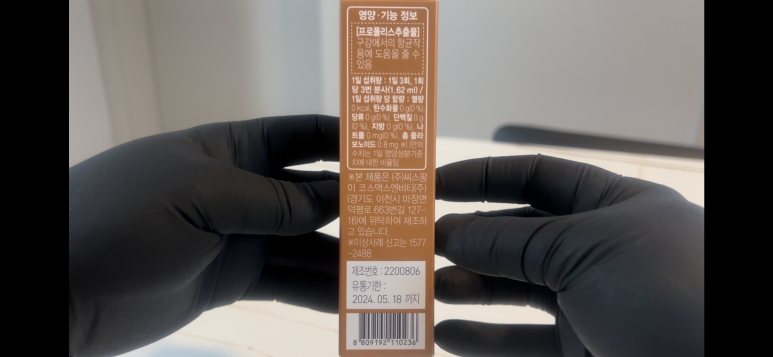 영양·기능 정보
[프로폴리스추출물]
구강에서의 항균작
용에 도움을 줄 수
있음
1일 섭취량 : 1일 3회, 1회
당 3번 분사(1.62 ml) /
1일 섭취량 당 함량 : 열량
0 kcal, 탄수화물 0 g(0 %),
당류 0 g(0 %), 단백질 0 g
(0 %), 지방 0 g(0 %), 나
트륨 0 mg(0 %), 총 플라
보노이드 0.8 mg ※( )안의
수치는 1일 영양성분기준
치에 대한 비율임
※본 제품은 (주)씨스팡
이 코스맥스엔비티(주)
(경기도 이천시 마장면
덕평로 663번길 127-
16)에 위탁하여 제조하
고 있습니다.
※이상사례 신고는 1577
-2488
제조번호 : 2200806
유통기한 :
2024. 05. 18 까지
8 809192 110236